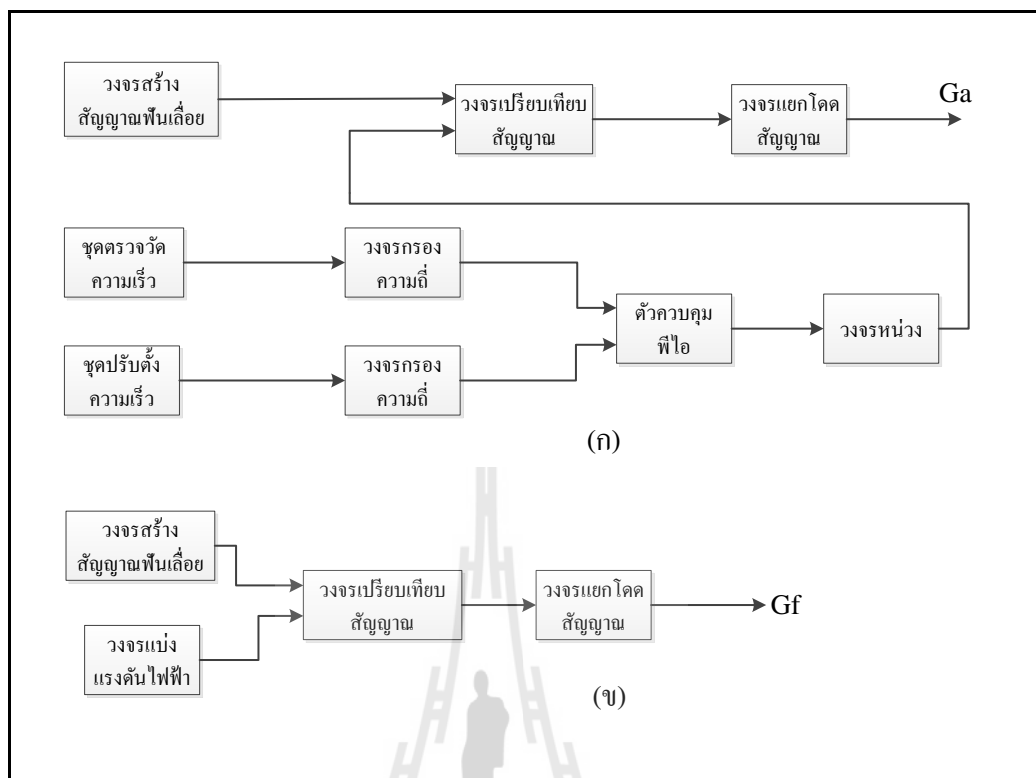 วงจรสร้าง
สัญญาณฟันเลื่อย
วงจรเปรียบเทียบ
สัญญาณ
วงจรแยกโดด
สัญญาณ
Ga
ชุดตรวจวัด
ความเร็ว
วงจรกรอง
ความถี่
ตัวควบคุม
พีไอ
วงจรหน่วง
ชุดปรับตั้ง
ความเร็ว
วงจรกรอง
ความถี่
(ก)
วงจรสร้าง
สัญญาณฟันเลื่อย
วงจรเปรียบเทียบ
สัญญาณ
วงจรแยกโดด
สัญญาณ
Gf
วงจรแบ่ง
แรงดันไฟฟ้า
(ข)